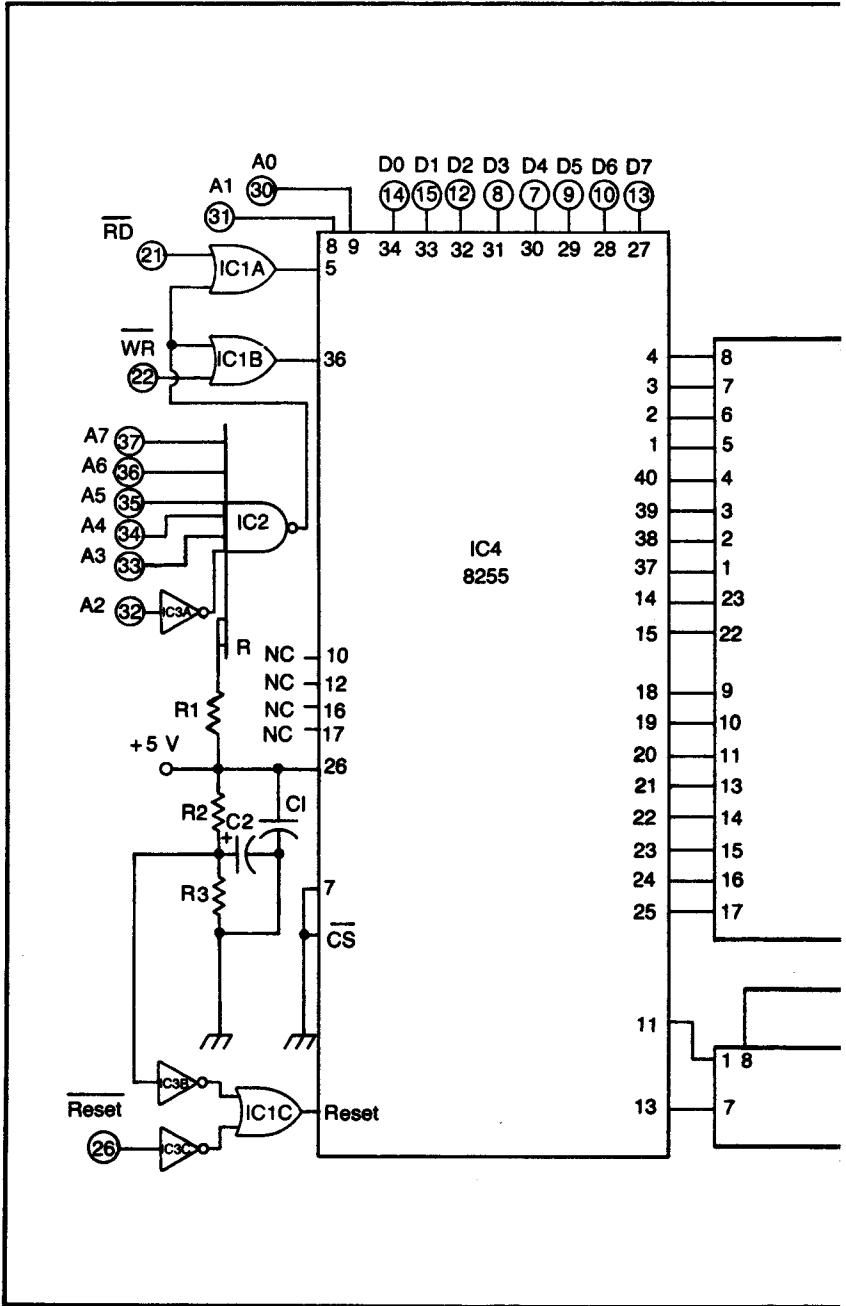 A0
30
A1
31
D0 D1 D2 D3 D4 D5 D6 D7
14 15 12 8 7 9 10 13
8 9 34 33 32 31 30 29 28 27
RD
21
IC1A
5
WR
22
IC1B
36
A7 37
A6 36
A5 35
A4 34
A3 33
A2 32
IC2
IC3A
R
IC4
8255
4 8
3 7
2 6
1 5
40 4
39 3
38 2
37 1
14 23
15 22
18 9
19 10
20 11
21 13
22 14
23 15
24 16
25 17
NC 10
NC 12
NC 16
NC 17
R1
+5 V
26
R2
C2
+
C1
R3
7
CS
11
1 8
13 7
IC3B
Reset
26
IC3C
IC1C
Reset